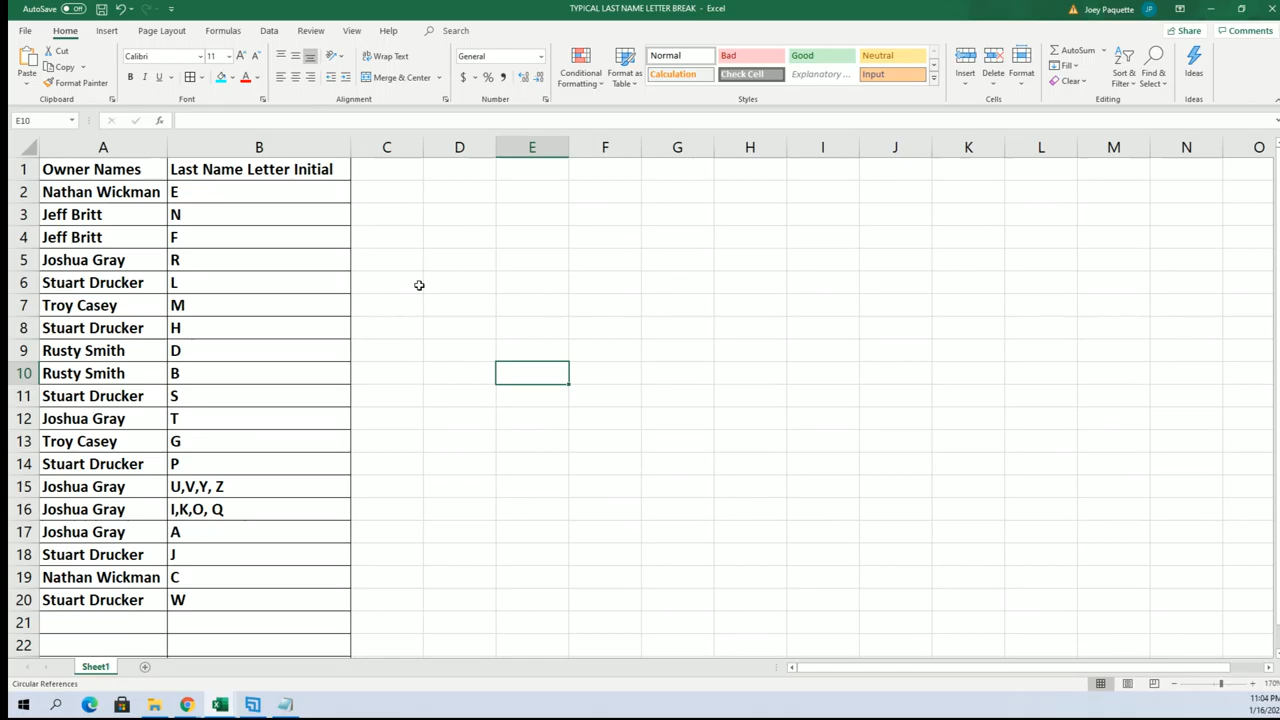 AutoSave Off TYPICAL LAST NAME LETTER BREAK - Excel Joey Paquette JP
File Home Insert Page Layout Formulas Data Review View Help Search Share Comments
Cut
Copy
Format Painter
Paste
Calibri 11
B I U
Wrap Text
Merge & Center
General
$ % 9
Conditional Formatting
Format as Table
Normal Bad Good Neutral
Calculation Check Cell Explanatory ... Input
Insert Delete Format
AutoSum
Fill
Clear
Sort & Filter
Find & Select
Ideas
Clipboard Font Alignment Number Styles Cells Editing Ideas
E10 fx
A B C D E F G H I J K L M N O
1 Owner Names Last Name Letter Initial
2 Nathan Wickman E
3 Jeff Britt N
4 Jeff Britt F
5 Joshua Gray R
6 Stuart Drucker L
7 Troy Casey M
8 Stuart Drucker H
9 Rusty Smith D
10 Rusty Smith B
11 Stuart Drucker S
12 Joshua Gray T
13 Troy Casey G
14 Stuart Drucker P
15 Joshua Gray U,V,Y, Z
16 Joshua Gray I,K,O, Q
17 Joshua Gray A
18 Stuart Drucker J
19 Nathan Wickman C
20 Stuart Drucker W
21
22
Sheet1
Circular References 170%
11:04 PM
1/16/202